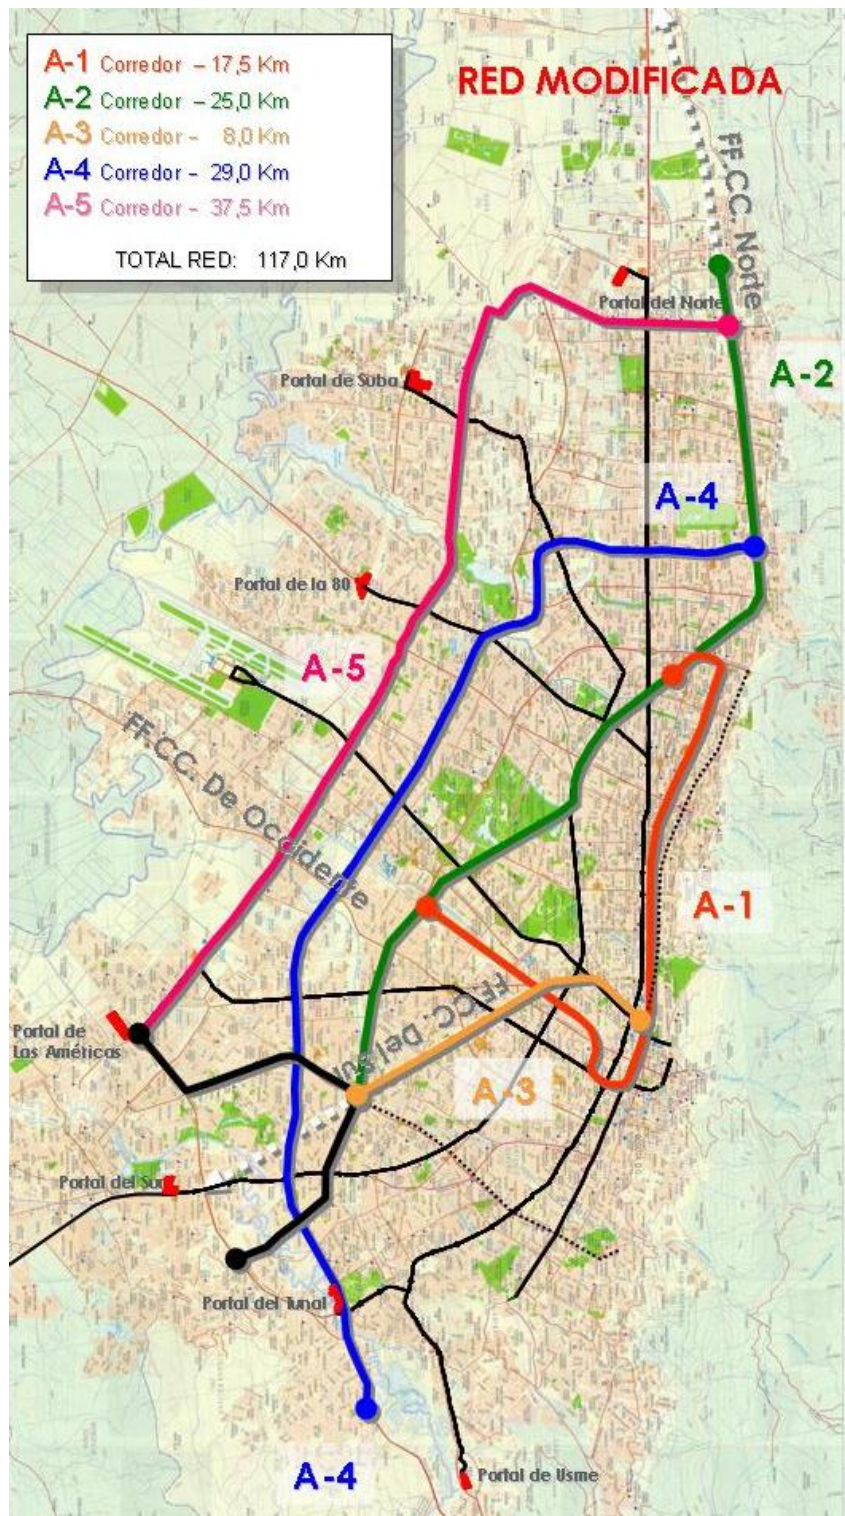 A-1 Corredor - 17,5 Km
A-2 Corredor - 25,0 Km
A-3 Corredor - 8,0 Km
A-4 Corredor - 29,0 Km
A-5 Corredor - 37,5 Km
TOTAL RED: 117,0 Km
RED MODIFICADA
FF.CC. Norte
Portal del Norte
A-2
Portal de Suba
A-4
Portal de la 80
A-5
FF.CC. De Occidente
A-1
FF.CC. Del Sur
Portal de
Las Américas
A-3
Portal del Sur
Portal del Tunal
A-4
Portal de Usme